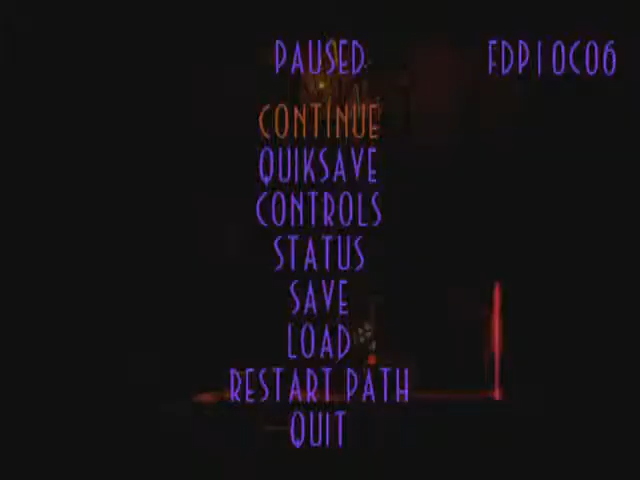 PAUSED
FDP10C06
CONTINUE
QUIKSAVE
CONTROLS
STATUS
SAVE
LOAD
RESTART PATH
QUIT